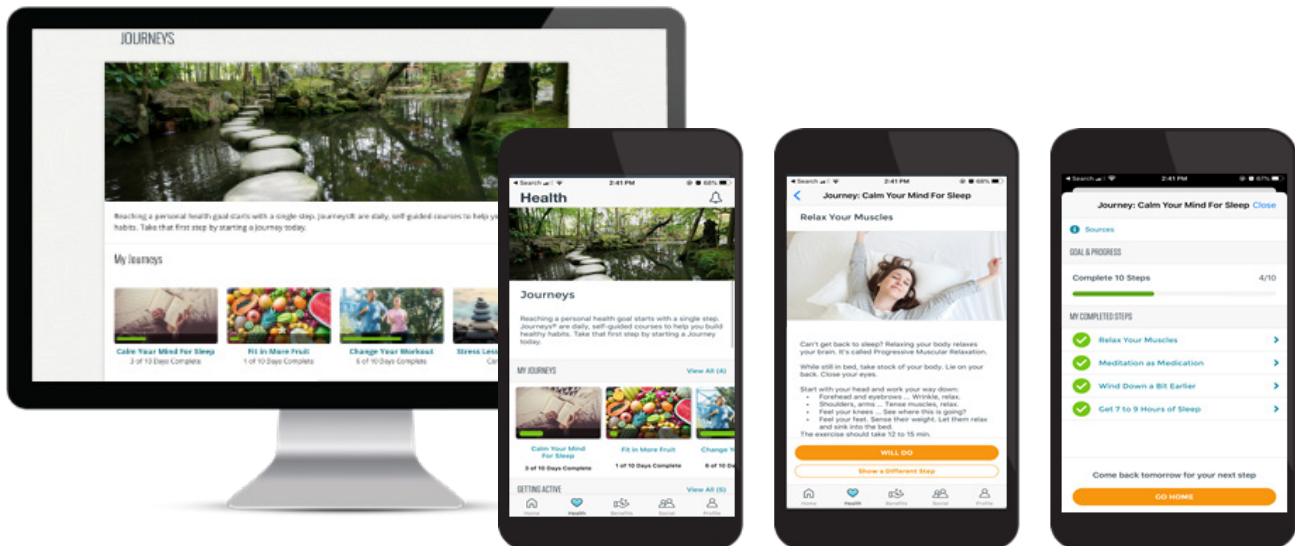 JOURNEYS
Reaching a personal health goal starts with a single step. Journeys® are daily, self-guided courses to help you
habits. Take that first step by starting a Journey today.
My Journeys
Calm Your Mind For Sleep
3 of 10 Days Complete
Fit in More Fruit
1 of 10 Days Complete
Change Your Workout
6 of 10 Days Complete
Stress Less
Search
2:41 PM
68%
Health
Journeys
Reaching a personal health goal starts with a single step.
Journeys® are daily, self-guided courses to help you build
healthy habits. Take that first step by starting a Journey
today.
MY JOURNEYS
View All (4)
Calm Your Mind
For Sleep
3 of 10 Days Complete
Fit in More Fruit
1 of 10 Days Complete
Change
6 of 10 Days
GETTING ACTIVE
View All (5)
Home
Health
Benefits
Social
Profile
Search
2:41 PM
68%
Journey: Calm Your Mind For Sleep
Relax Your Muscles
Can't get back to sleep? Relaxing your body relaxes
your brain. It's called Progressive Muscular Relaxation.
While still in bed, take stock of your body. Lie on your
back. Close your eyes.
Start with your head and work your way down:
• Forehead and eyebrows ... Wrinkle, relax.
• Shoulders, arms ... Tense muscles, relax.
• Feel your knees ... See where this is going?
• Feel your feet. Sense their weight. Let them relax
and sink into the bed.
The exercise should take 12 to 15 min.
WILL DO
Show a Different Step
Home
Health
Benefits
Social
Profile
Search
2:41 PM
67%
Journey: Calm Your Mind For Sleep Close
Sources
GOAL & PROGRESS
Complete 10 Steps 4/10
MY COMPLETED STEPS
Relax Your Muscles
Meditation as Medication
Wind Down a Bit Earlier
Get 7 to 9 Hours of Sleep
Come back tomorrow for your next step
GO HOME